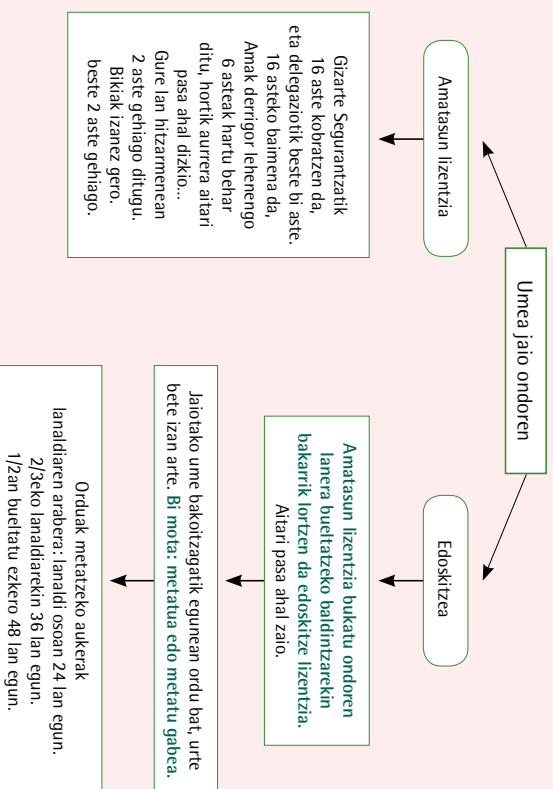 Umea jaio ondoren
Amatasun lizentzia
Gizarte Segurantzatik
16 aste kobratzen da,
eta delegaziotik beste bi aste.
16 asteko baimena da,
Amak derrigor lehenengo
6 asteak hartu behar
ditu, hortik aurrera aitari
pasa ahal dizkio...
Gure lan hitzarmenean
2 aste gehiago ditugu.
Bikiak izanez gero.
beste 2 aste gehiago.
Edoskitzea
Amatasun lizentzia bukatu ondoren
lanera bueltatzeko baldintzarekin
bakarrik lortzen da edoskitze lizentzia.
Aitari pasa ahal zaio.
Jaiotako ume bakoitzagatik egunean ordu bat, urte
bete izan arte. Bi mota: metatua edo metatu gabea.
Orduak metatzeko aukerak
lanaldiaren arabera: lanaldi osoan 24 lan egun.
2/3eko lanaldiarekin 36 lan egun.
1/2an bueltatu ezkero 48 lan egun.